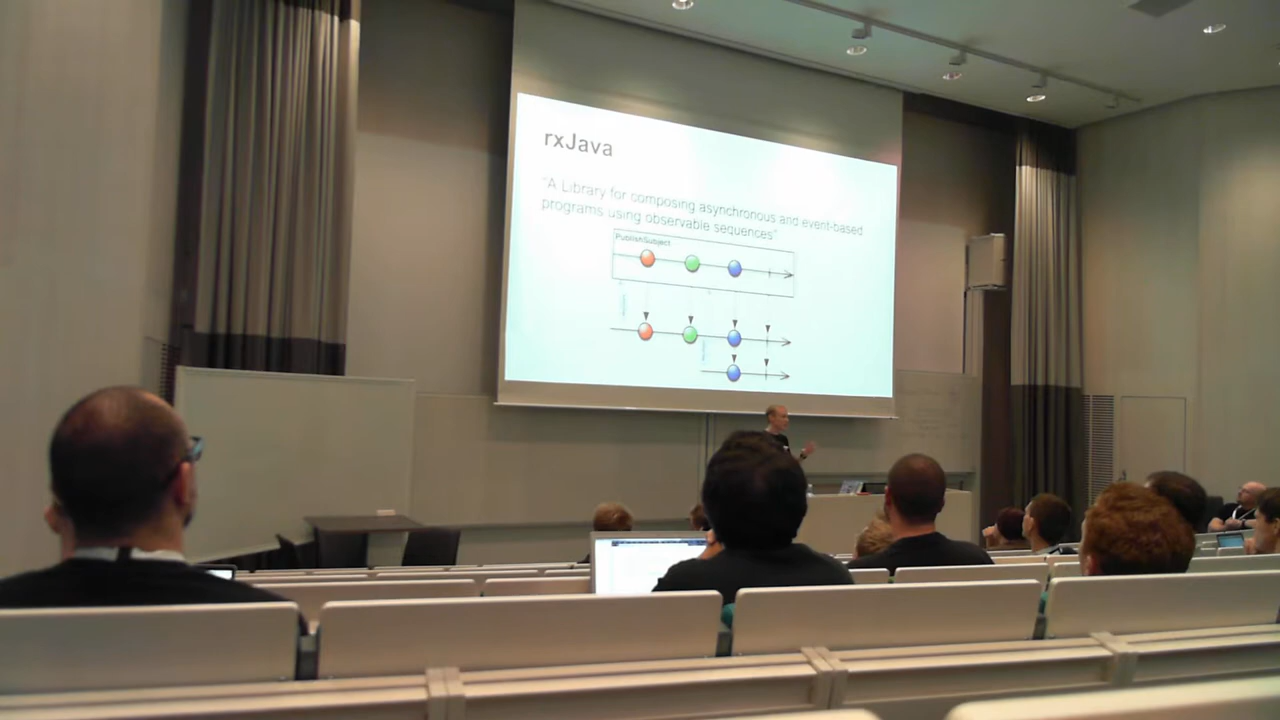 rxJava
"A Library for composing asynchronous and event-based
programs using observable sequences"
PublishSubject